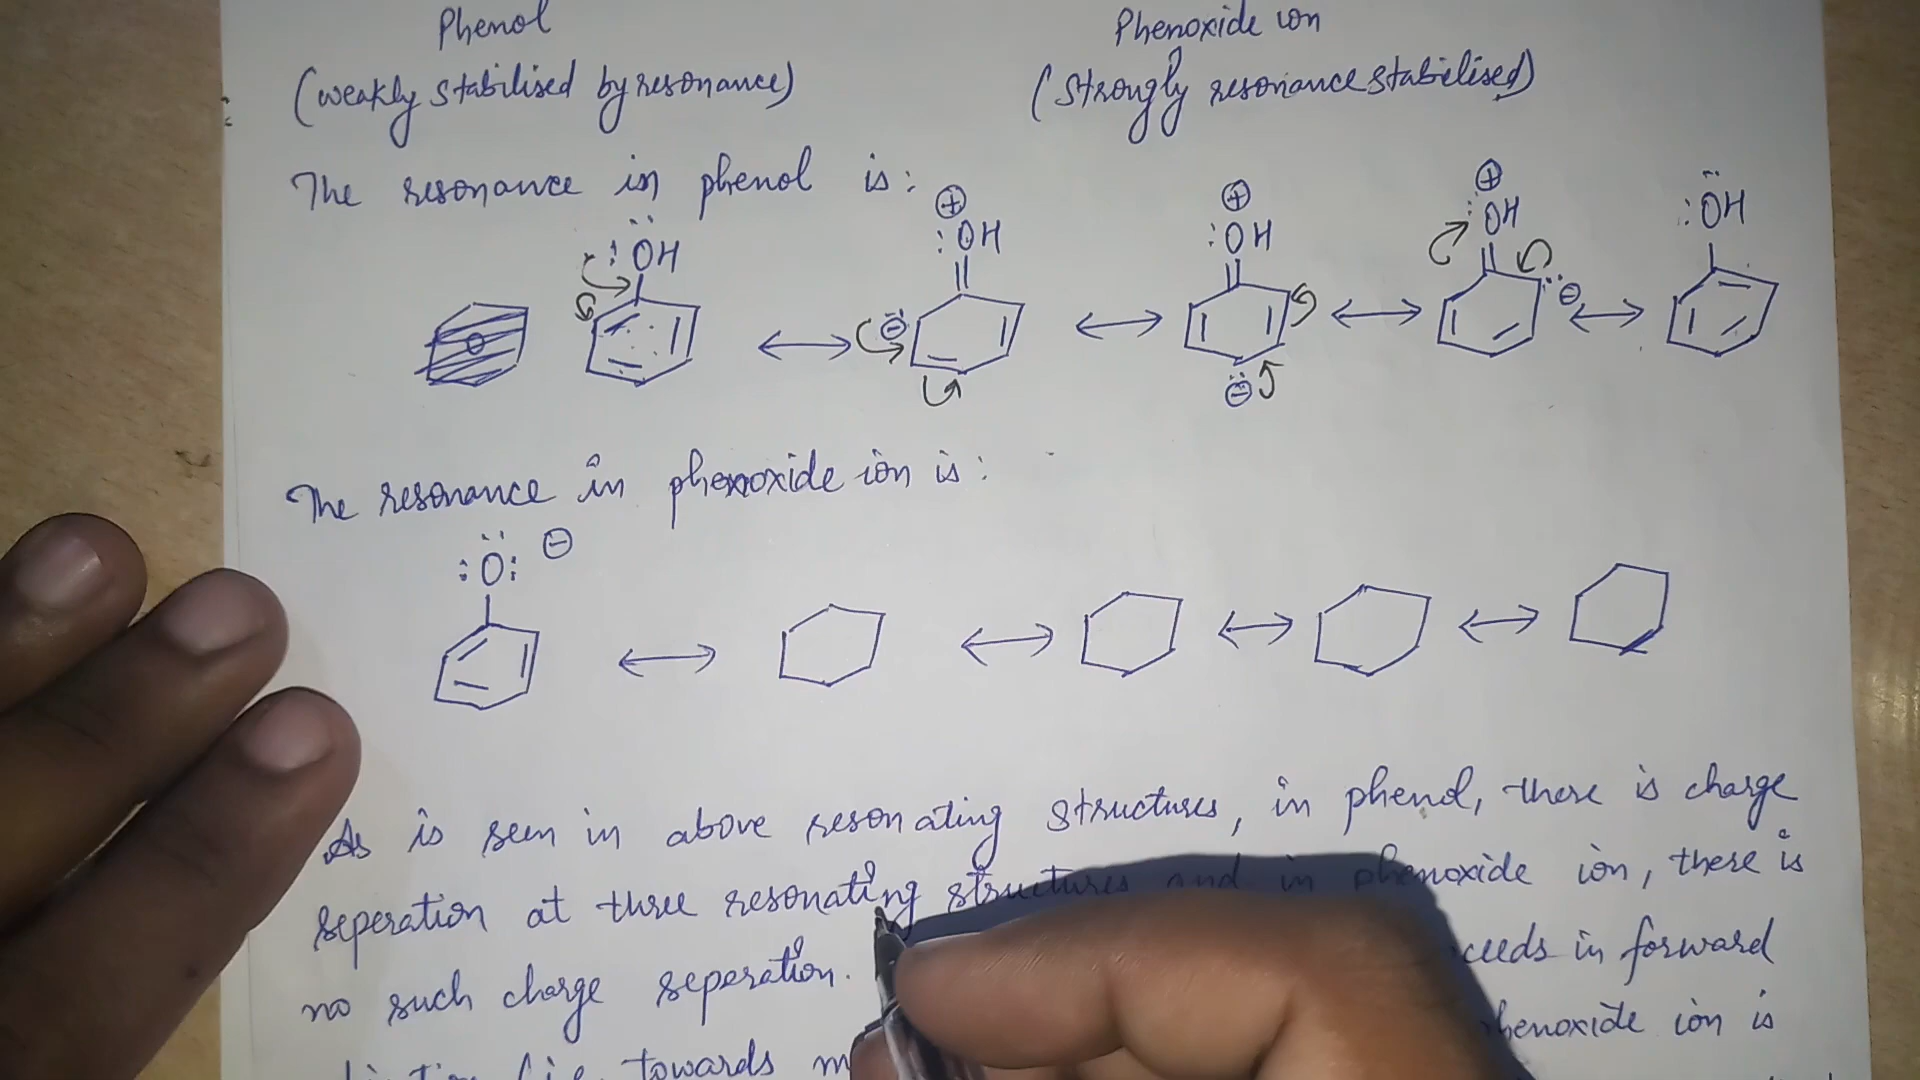 Phenol Phenoxide ion
(weakly stabilised by resonance) (strongly resonance stabilised)
The resonance in phenol is:
:OH ⊕ :OH ⊕ :OH ⊕ :OH :OH
⊖ ⊖ ⊖
The resonance in phenoxide ion is:
:O: ⊖
As is seen in above resonating structures, in phenol, there is charge
seperation at three resonating structures and in phenoxide ion, there is
no such charge seperation. in forward
phenoxide ion is
towards